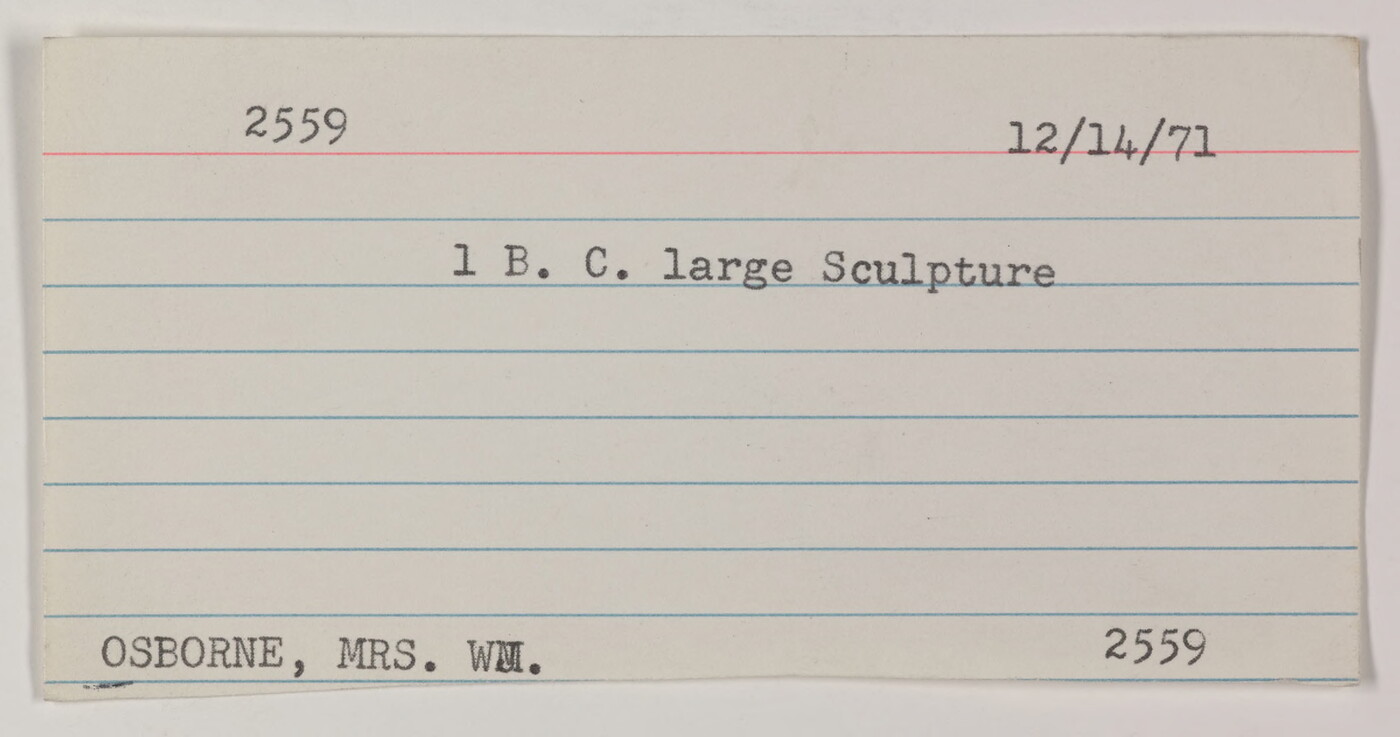 2559
12/14/71
1 B. C. large Sculpture
OSBORNE, MRS. WM.
2559